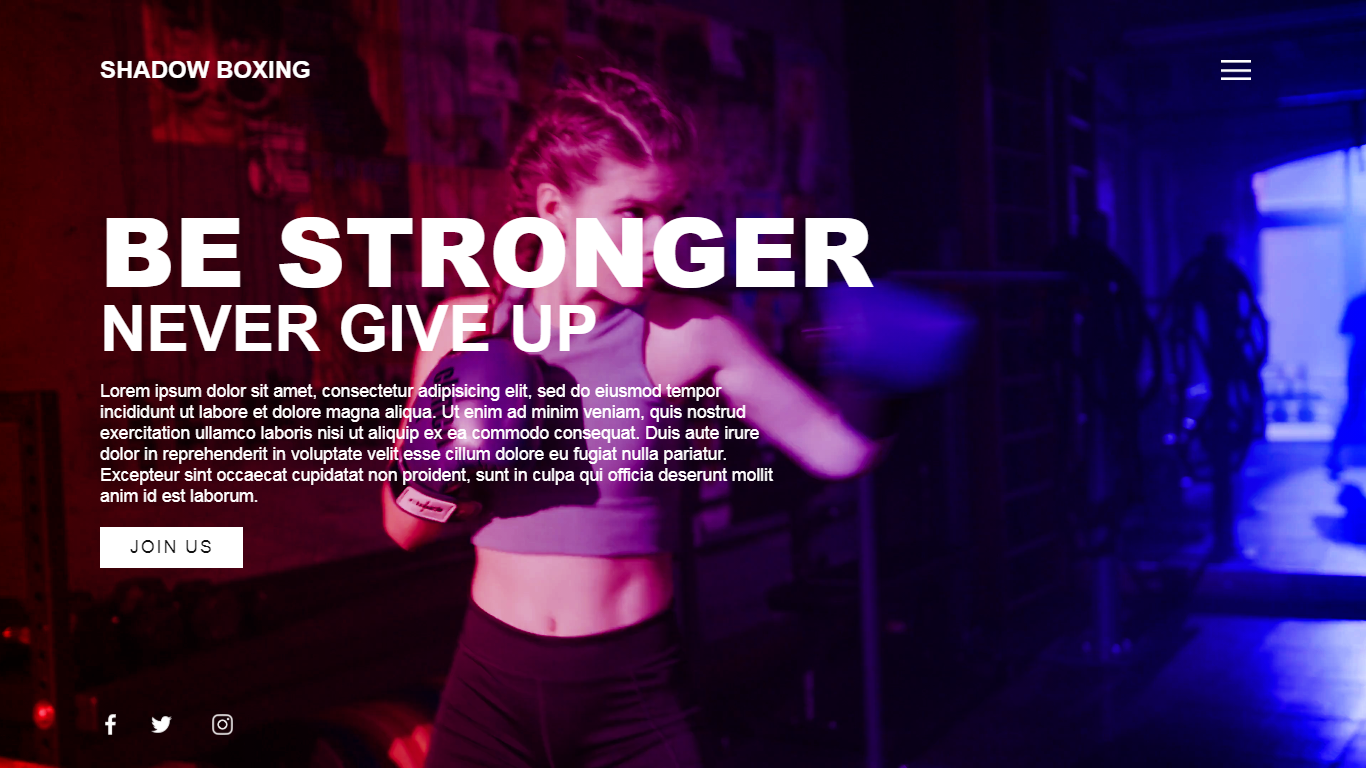 SHADOW BOXING
BE STRONGER
NEVER GIVE UP
Lorem ipsum dolor sit amet, consectetur adipisicing elit, sed do eiusmod tempor
incididunt ut labore et dolore magna aliqua. Ut enim ad minim veniam, quis nostrud
exercitation ullamco laboris nisi ut aliquip ex ea commodo consequat. Duis aute irure
dolor in reprehenderit in voluptate velit esse cillum dolore eu fugiat nulla pariatur.
Excepteur sint occaecat cupidatat non proident, sunt in culpa qui officia deserunt mollit
anim id est laborum.
JOIN US